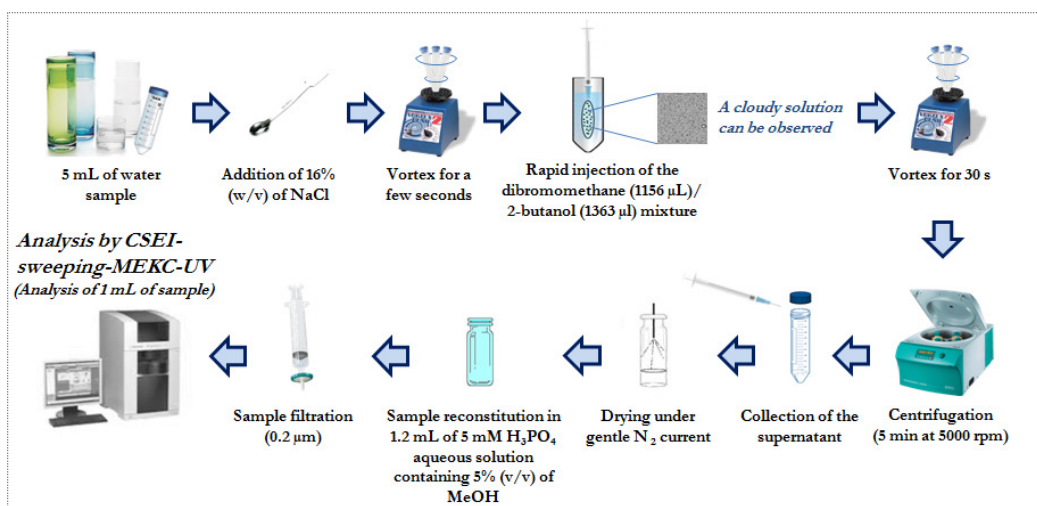 5 mL of water
sample
Addition of 16%
(w/v) of NaCl
Vortex for a
few seconds
Rapid injection of the
dibromomethane (1156 µL)/
2-butanol (1363 µl) mixture
A cloudy solution
can be observed
Vortex for 30 s
Centrifugation
(5 min at 5000 rpm)
Collection of the
supernatant
Drying under
gentle N₂ current
Sample reconstitution in
1.2 mL of 5 mM H₃PO₄
aqueous solution
containing 5% (v/v) of
MeOH
Sample filtration
(0.2 µm)
Analysis by CSEI-
sweeping-MEKC-UV
(Analysis of 1 mL of sample)